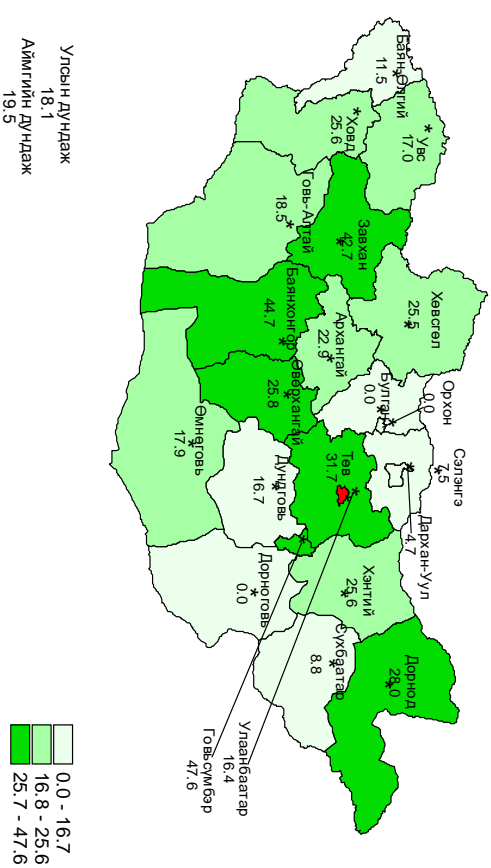 Баян-Өлгий
11.5
Увс
17.0
Ховд
25.6
Говь-Алтай
18.5
Завхан
42.7
Хөвсгөл
25.5
Баянхонгор
44.7
Архангай
22.9
Өвөрхангай
25.8
Булган
0.0
Орхон
0.0
Сэлэнгэ
7.5
Дархан-Уул
4.7
Төв
31.7
Өмнөговь
17.9
Дундговь
16.7
Дорноговь
0.0
Хэнтий
25.6
Сүхбаатар
8.8
Дорнод
28.0
Улаанбаатар
16.4
Говьсүмбэр
47.6
Улсын дундаж
18.1
Аймгийн дундаж
19.5
0.0 - 16.7
16.8 - 25.6
25.7 - 47.6